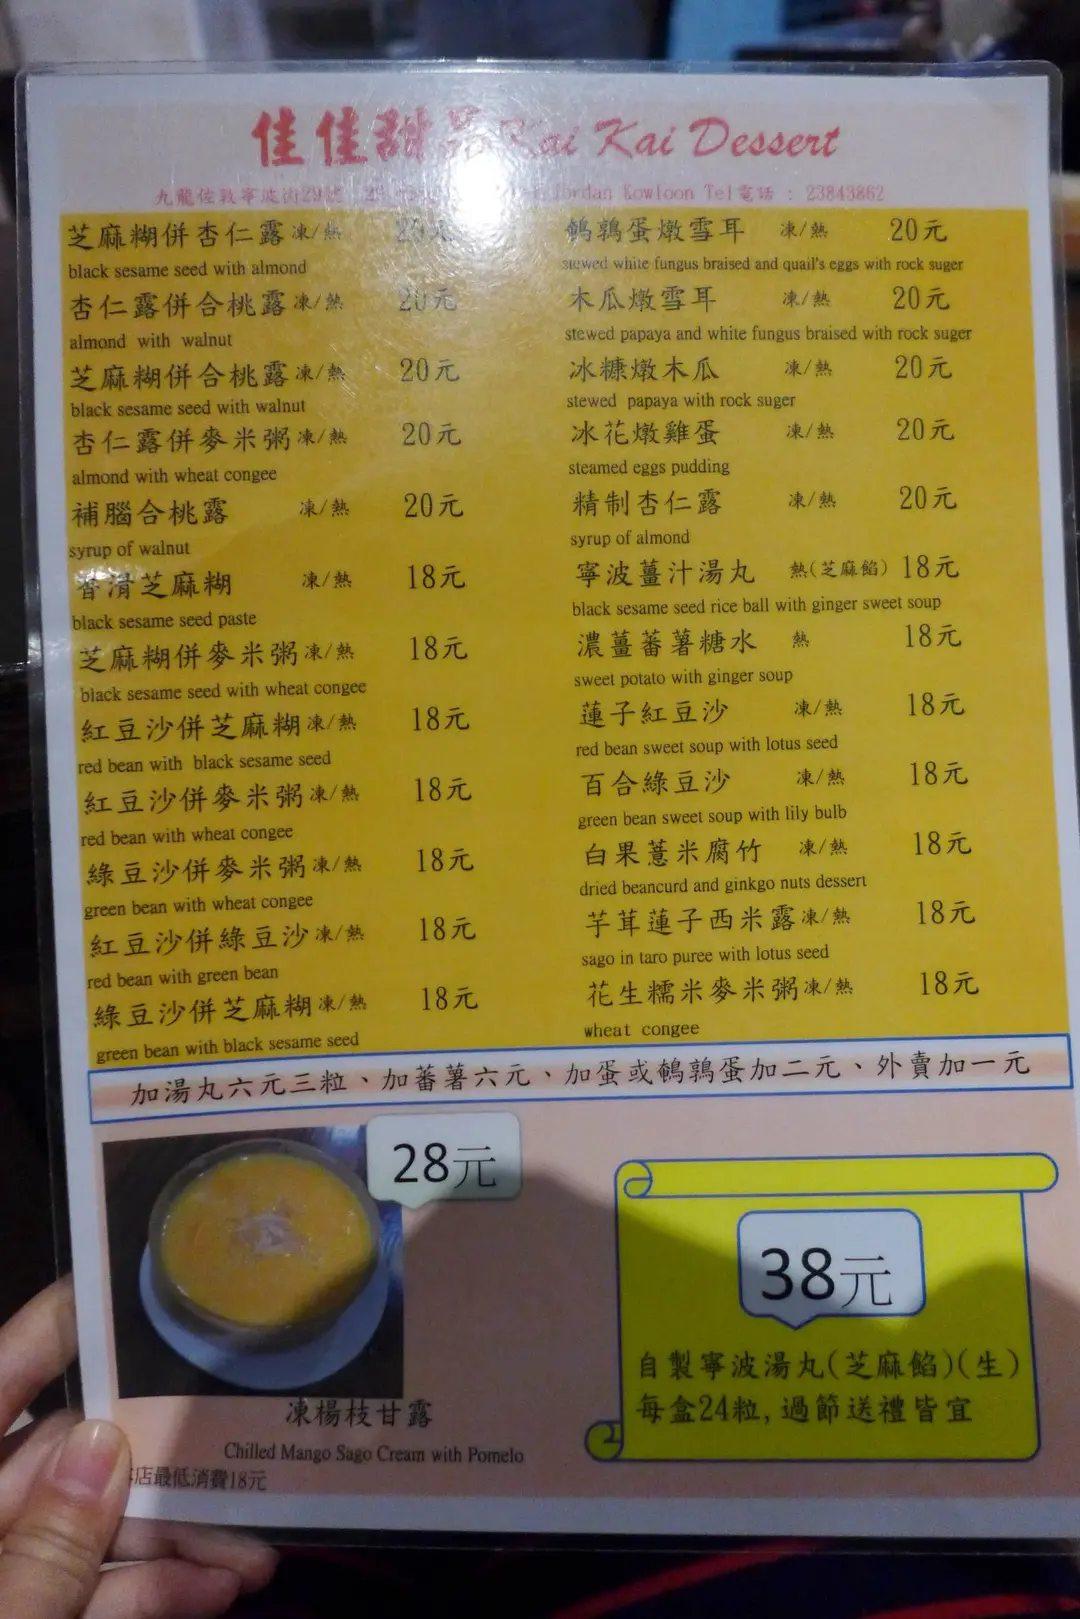 佳佳甜品 Kai Kai Dessert
九龍佐敦寧波街29號 29 Jordan Kowloon Tel電話 : 23843862
芝麻糊併杏仁露 凍/熱 20元
black sesame seed with almond
杏仁露併合桃露 凍/熱 20元
almond with walnut
芝麻糊併合桃露 凍/熱 20元
black sesame seed with walnut
杏仁露併麥米粥 凍/熱 20元
almond with wheat congee
補腦合桃露 凍/熱 20元
syrup of walnut
香滑芝麻糊 凍/熱 18元
black sesame seed paste
芝麻糊併麥米粥 凍/熱 18元
black sesame seed with wheat congee
紅豆沙併芝麻糊 凍/熱 18元
red bean with black sesame seed
紅豆沙併麥米粥 凍/熱 18元
red bean with wheat congee
綠豆沙併麥米粥 凍/熱 18元
green bean with wheat congee
紅豆沙併綠豆沙 凍/熱 18元
red bean with green bean
綠豆沙併芝麻糊 凍/熱 18元
green bean with black sesame seed
鵪鶉蛋燉雪耳 凍/熱 20元
stewed white fungus braised and quail's eggs with rock suger
木瓜燉雪耳 凍/熱 20元
stewed papaya and white fungus braised with rock suger
冰糖燉木瓜 凍/熱 20元
stewed papaya with rock suger
冰花燉雞蛋 凍/熱 20元
steamed eggs pudding
精制杏仁露 凍/熱 20元
syrup of almond
寧波薑汁湯丸 熱(芝麻餡) 18元
black sesame seed rice ball with ginger sweet soup
濃薑蕃薯糖水 熱 18元
sweet potato with ginger soup
蓮子紅豆沙 凍/熱 18元
red bean sweet soup with lotus seed
百合綠豆沙 凍/熱 18元
green bean sweet soup with lily bulb
白果薏米腐竹 凍/熱 18元
dried beancurd and ginkgo nuts dessert
芋茸蓮子西米露 凍/熱 18元
sago in taro puree with lotus seed
花生糯米麥米粥 凍/熱 18元
wheat congee
加湯丸六元三粒、加蕃薯六元、加蛋或鵪鶉蛋加二元、外賣加一元
28元
凍楊枝甘露
Chilled Mango Sago Cream with Pomelo
店最低消費18元
38元
自製寧波湯丸(芝麻餡)(生)
每盒24粒,過節送禮皆宜